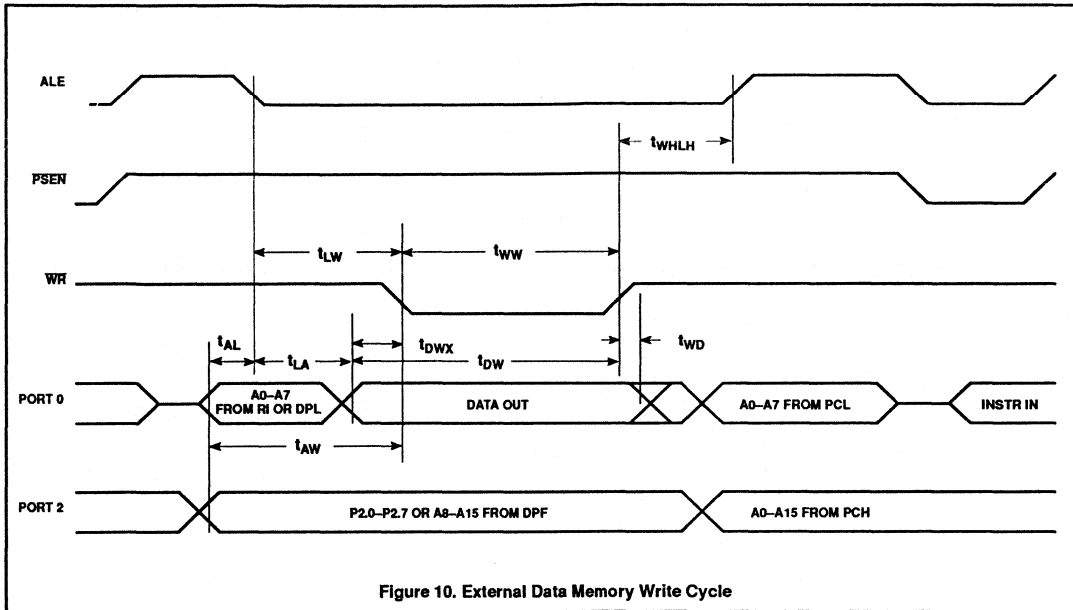 ALE
tWHLH
PSEN
tLW
tWW
WR
tAL
tLA
tDWX
tDW
tWD
PORT 0
A0–A7
FROM RI OR DPL
DATA OUT
A0–A7 FROM PCL
INSTR IN
tAW
PORT 2
P2.0–P2.7 OR A8–A15 FROM DPF
A0–A15 FROM PCH
Figure 10. External Data Memory Write Cycle